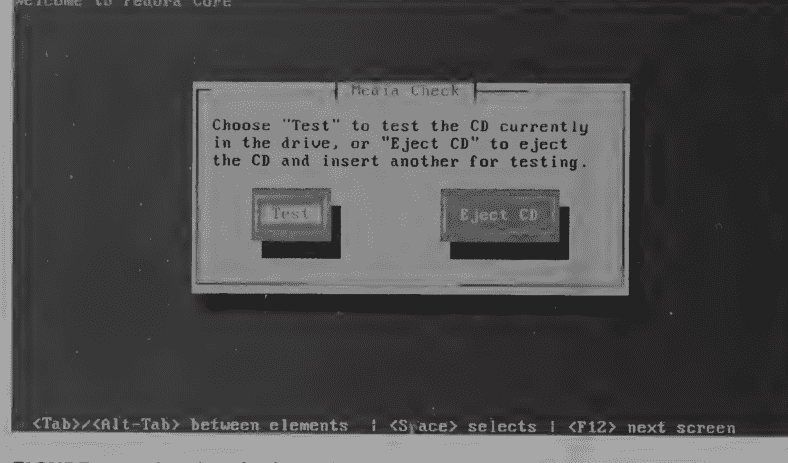 Welcome to Fedora Core
Media Check
Choose "Test" to test the CD currently
in the drive, or "Eject CD" to eject
the CD and insert another for testing.
Test
Eject CD
<Tab>/<Alt-Tab> between elements | <Space> selects | <F12> next screen